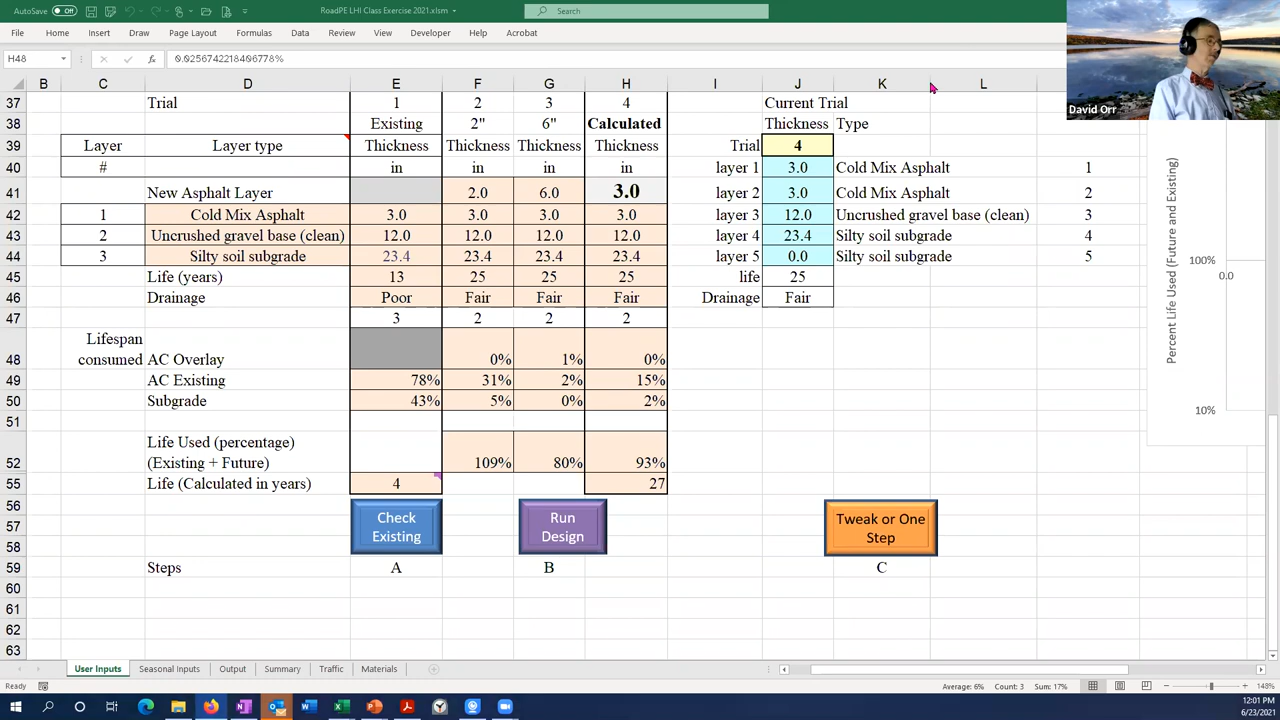 AutoSave Off RoadPE LHI Class Exercise 2021.xlsm Search
File Home Insert Draw Page Layout Formulas Data Review View Developer Help Acrobat
H48 fx 0.025674221840677 8%
B C D E F G H I J K L
37 Trial 1 2 3 4 Current Trial
38 Existing 2" 6" Calculated Thickness Type
39 Layer Layer type Thickness Thickness Thickness Thickness Trial 4
40 # in in in in layer 1 3.0 Cold Mix Asphalt 1
41 New Asphalt Layer 2.0 6.0 3.0 layer 2 3.0 Cold Mix Asphalt 2
42 1 Cold Mix Asphalt 3.0 3.0 3.0 3.0 layer 3 12.0 Uncrushed gravel base (clean) 3
43 2 Uncrushed gravel base (clean) 12.0 12.0 12.0 12.0 layer 4 23.4 Silty soil subgrade 4
44 3 Silty soil subgrade 23.4 23.4 23.4 23.4 layer 5 0.0 Silty soil subgrade 5
45 Life (years) 13 25 25 25 life 25
46 Drainage Poor Fair Fair Fair Drainage Fair
47 3 2 2 2
Lifespan
48 consumed AC Overlay 0% 1% 0%
49 AC Existing 78% 31% 2% 15%
50 Subgrade 43% 5% 0% 2%
51
Life Used (percentage)
52 (Existing + Future) 109% 80% 93%
55 Life (Calculated in years) 4 27
56
57
58
Check
Existing
Run
Design
Tweak or One
Step
59 Steps A B C
60
61
62
63
Percent Life Used (Future and Existing)
100%
0.0
10%
David Orr
User Inputs Seasonal Inputs Output Summary Traffic Materials
Ready Average: 6% Count: 3 Sum: 17% 148%
12:01 PM
6/23/2021